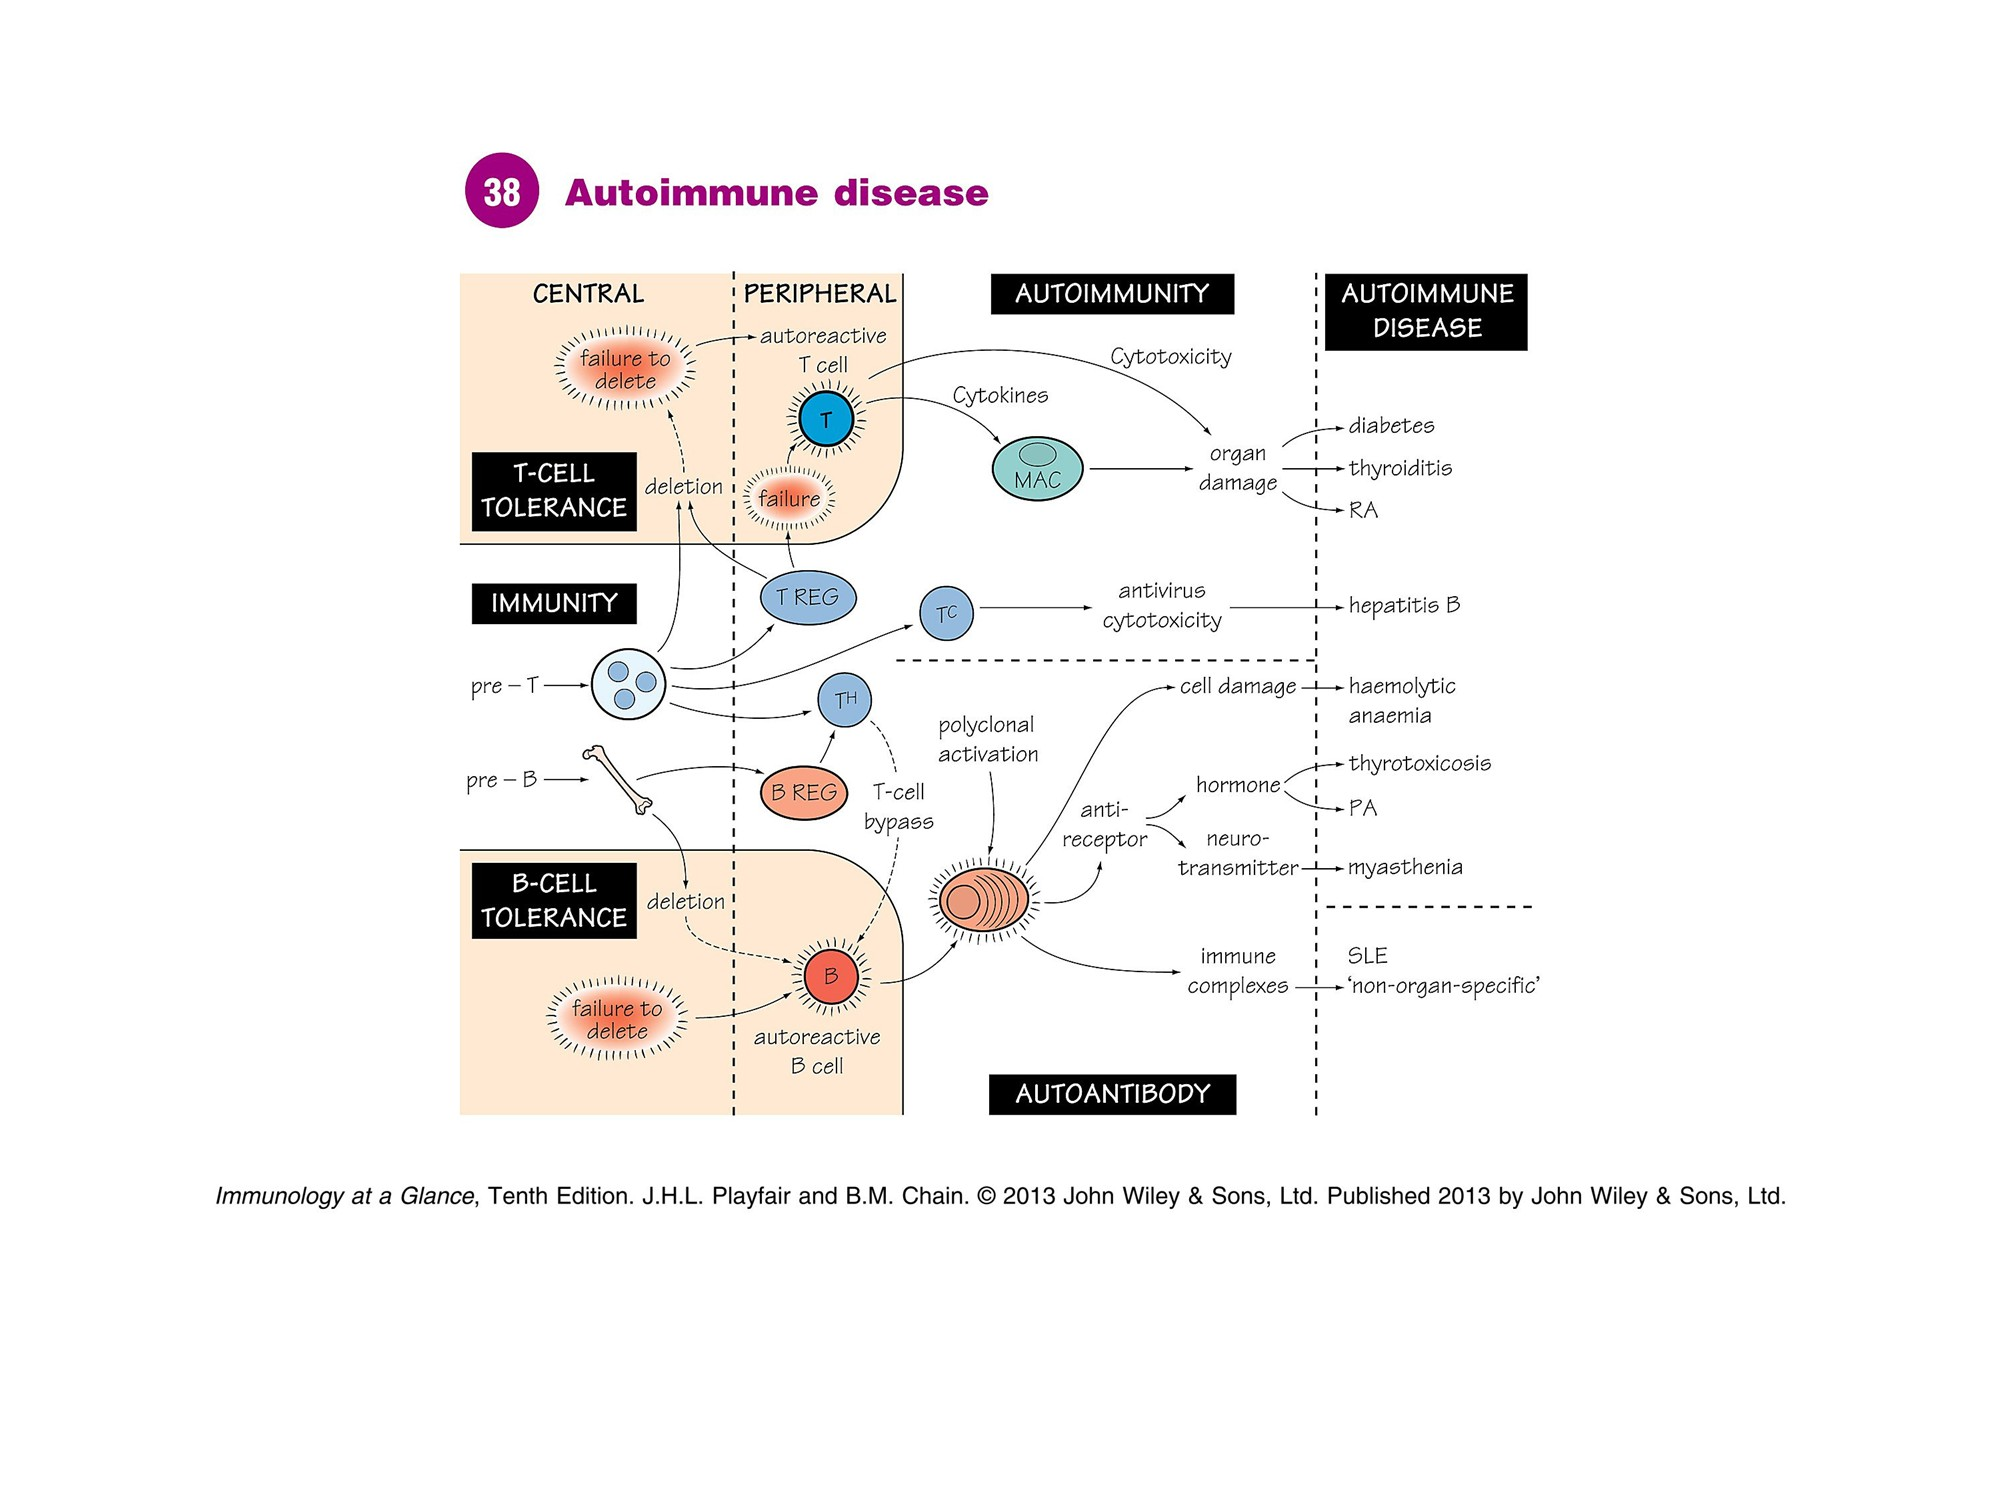 38
Autoimmune disease
CENTRAL
PERIPHERAL
AUTOIMMUNITY
AUTOIMMUNE
DISEASE
failure to
delete
autoreactive
T cell
T
Cytotoxicity
Cytokines
MAC
organ
damage
diabetes
thyroiditis
RA
T-CELL
TOLERANCE
deletion
failure
IMMUNITY
T REG
TC
antivirus
cytotoxicity
hepatitis B
pre – T
TH
cell damage
haemolytic
anaemia
polyclonal
activation
pre – B
B REG
T-cell
bypass
anti-
receptor
hormone
thyrotoxicosis
PA
neuro-
transmitter
myasthenia
B-CELL
TOLERANCE
deletion
B
immune
complexes
SLE
‘non-organ-specific’
failure to
delete
autoreactive
B cell
AUTOANTIBODY
Immunology at a Glance, Tenth Edition. J.H.L. Playfair and B.M. Chain. © 2013 John Wiley & Sons, Ltd. Published 2013 by John Wiley & Sons, Ltd.